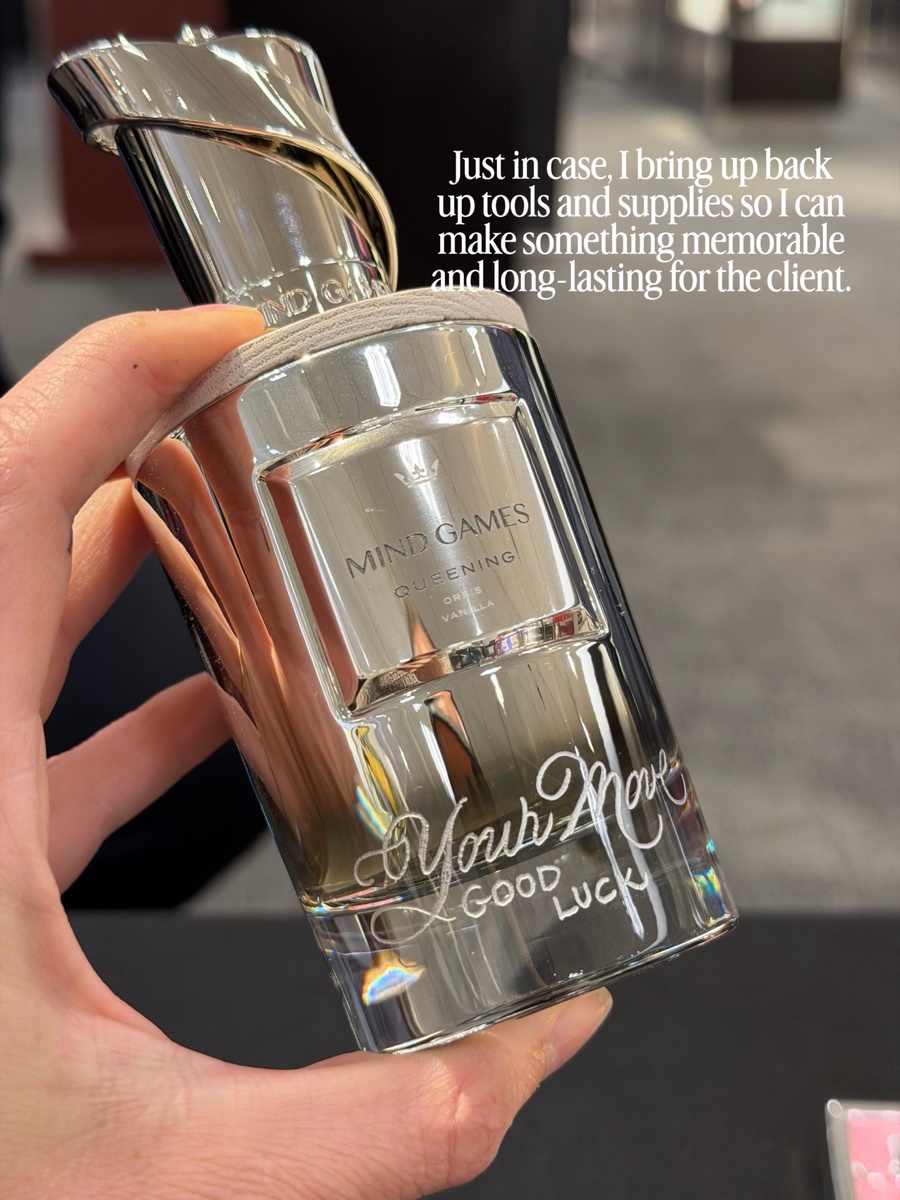 Just in case, I bring up back
up tools and supplies so I can
make something memorable
and long-lasting for the client.
MIND GAM
MIND GAMES
QUEENING
ORRIS
VANILLA
Your Move
GOOD
LUCK